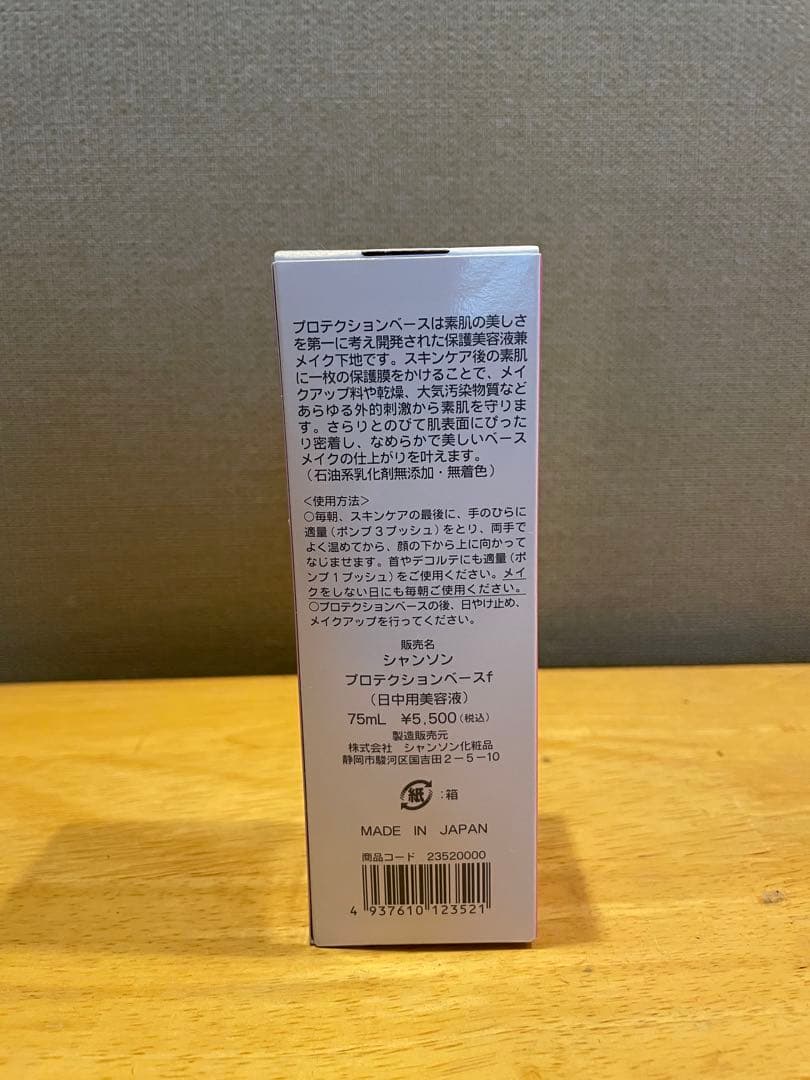 プロテクションベースは素肌の美しさ
を第一に考え開発された保護美容液兼
メイク下地です。スキンケア後の素肌
に一枚の保護膜をかけることで、メイ
クアップ料や乾燥、大気汚染物質など
あらゆる外的刺激から素肌を守りま
す。さらりとのびて肌表面にぴった
り密着し、なめらかで美しいベース
メイクの仕上がりを叶えます。
（石油系乳化剤無添加・無着色）
＜使用方法＞
○毎朝、スキンケアの最後に、手のひらに
適量（ポンプ３プッシュ）をとり、両手で
よく温めてから、顔の下から上に向かって
なじませます。首やデコルテにも適量（ポ
ンプ１プッシュ）をご使用ください。メイ
クをしない日にも毎朝ご使用ください。
○プロテクションベースの後、日やけ止め、
メイクアップを行ってください。
販売名
シャンソン
プロテクションベースf
（日中用美容液）
75mL ¥5,500（税込）
製造販売元
株式会社 シャンソン化粧品
静岡市駿河区国吉田２－５－１０
紙：箱
MADE IN JAPAN
商品コード 23520000
4 937610 123521